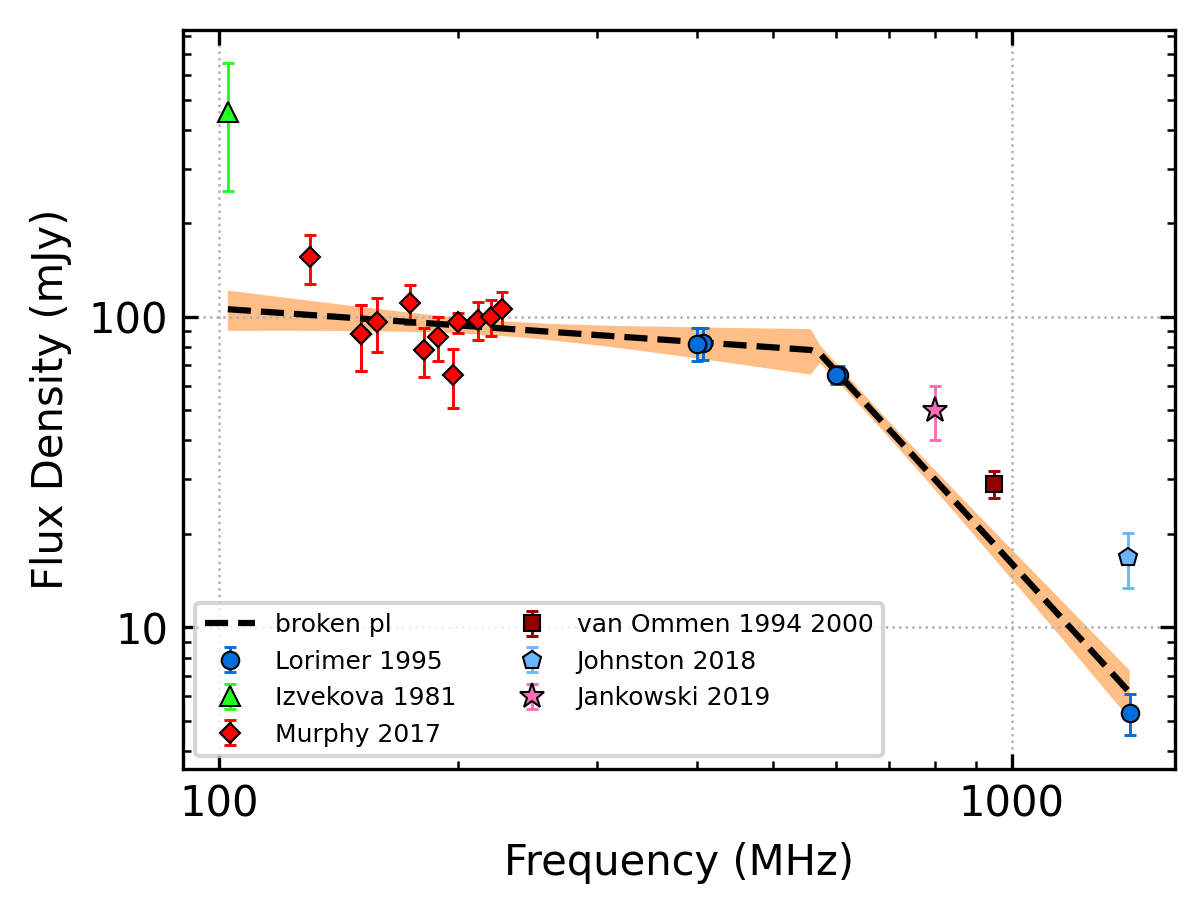 Flux Density (mJy)
100
10
broken pl
Lorimer 1995
Izvekova 1981
Murphy 2017
van Ommen 1994 2000
Johnston 2018
Jankowski 2019
100
1000
Frequency (MHz)